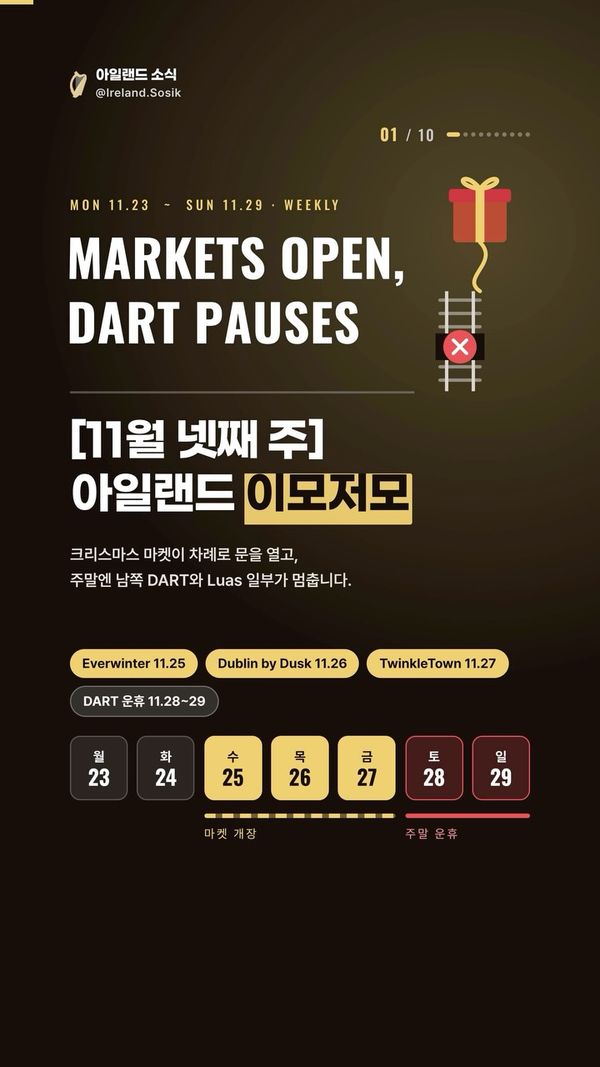 아일랜드 소식
@Ireland.Sosik
01 / 10
MON 11.23 ~ SUN 11.29 · WEEKLY
MARKETS OPEN,
DART PAUSES
[11월 넷째 주]
아일랜드 이모저모
크리스마스 마켓이 차례로 문을 열고,
주말엔 남쪽 DART와 Luas 일부가 멈춥니다.
Everwinter 11.25
Dublin by Dusk 11.26
TwinkleTown 11.27
DART 운휴 11.28~29
월 화 수 목 금 토 일
23 24 25 26 27 28 29
마켓 개장
주말 운휴